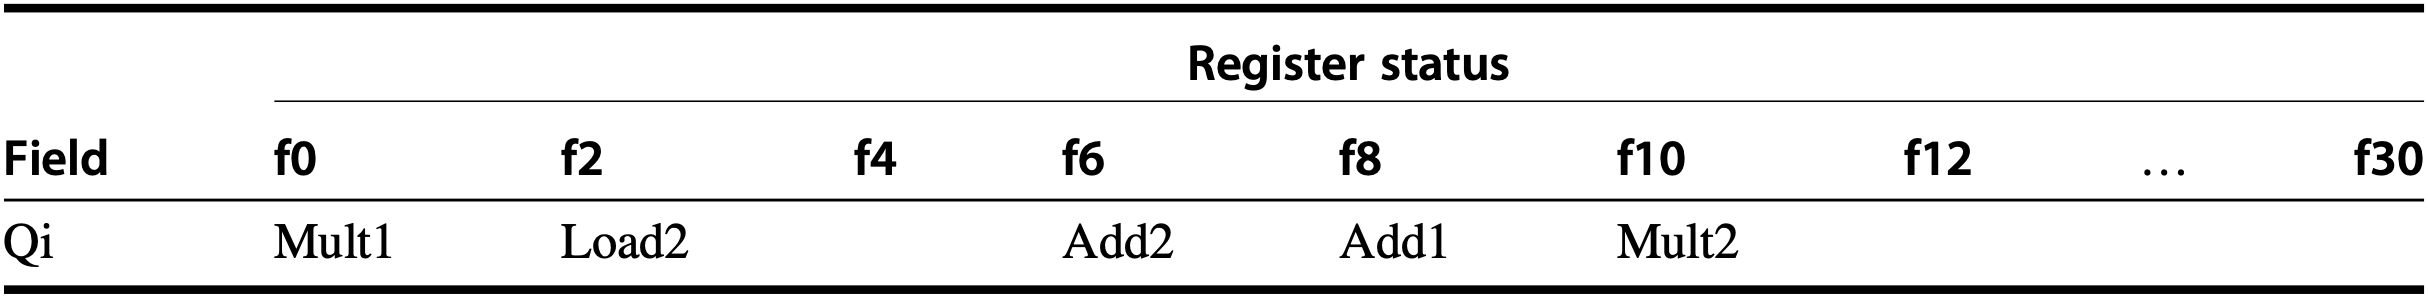 Register status
Field f0 f2 f4 f6 f8 f10 f12 … f30
Qi Mult1 Load2 Add2 Add1 Mult2